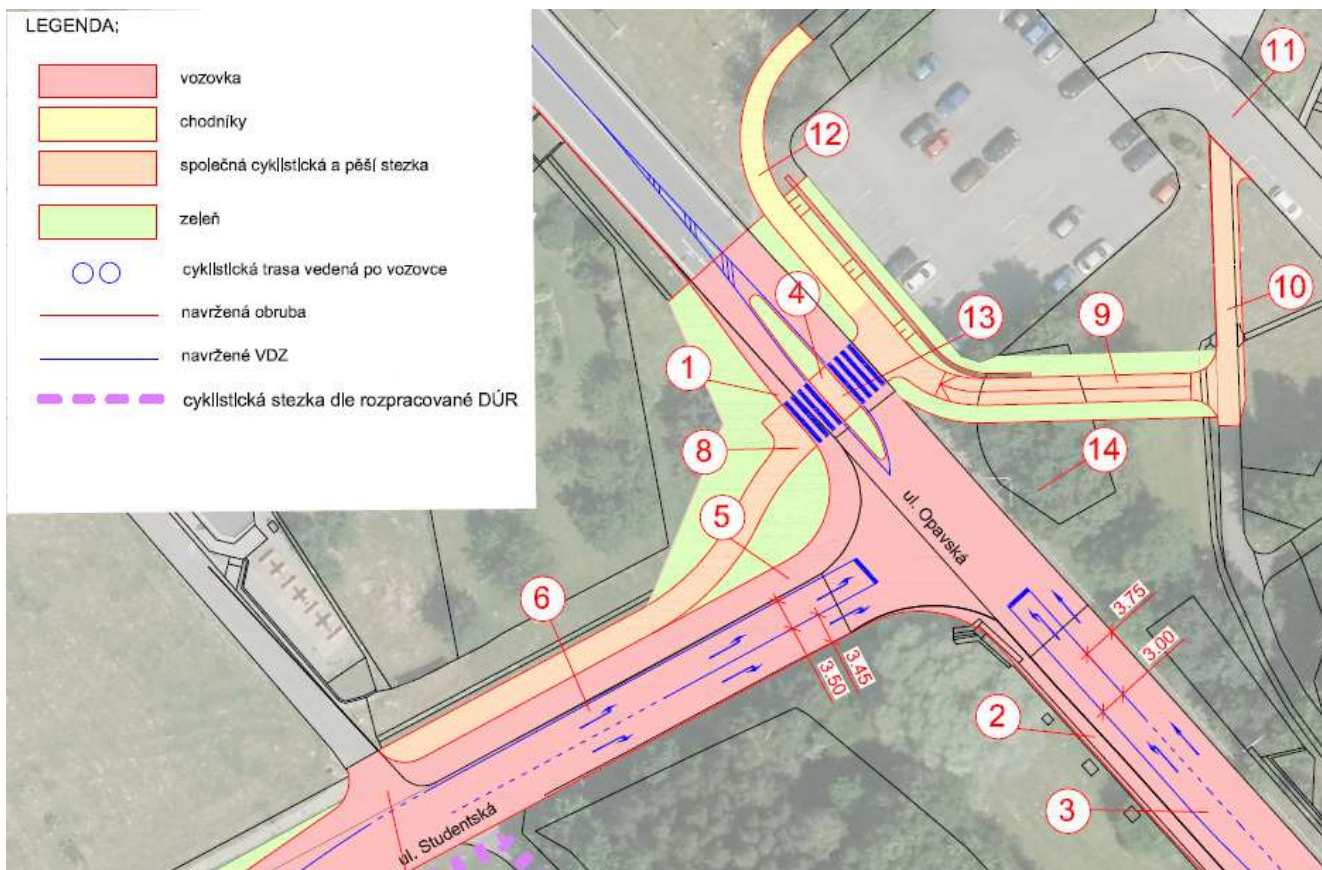 LEGENDA;
vozovka
chodníky
společná cyklistická a pěší stezka
zeleň
cyklistická trasa vedená po vozovce
navržená obruba
navržené VDZ
cyklistická stezka dle rozpracované DÚR
11
12
4
13
10
9
1
8
14
5
ul. Opavská
6
3.75
3.00
3.45
3.50
2
3
ul. Studentská